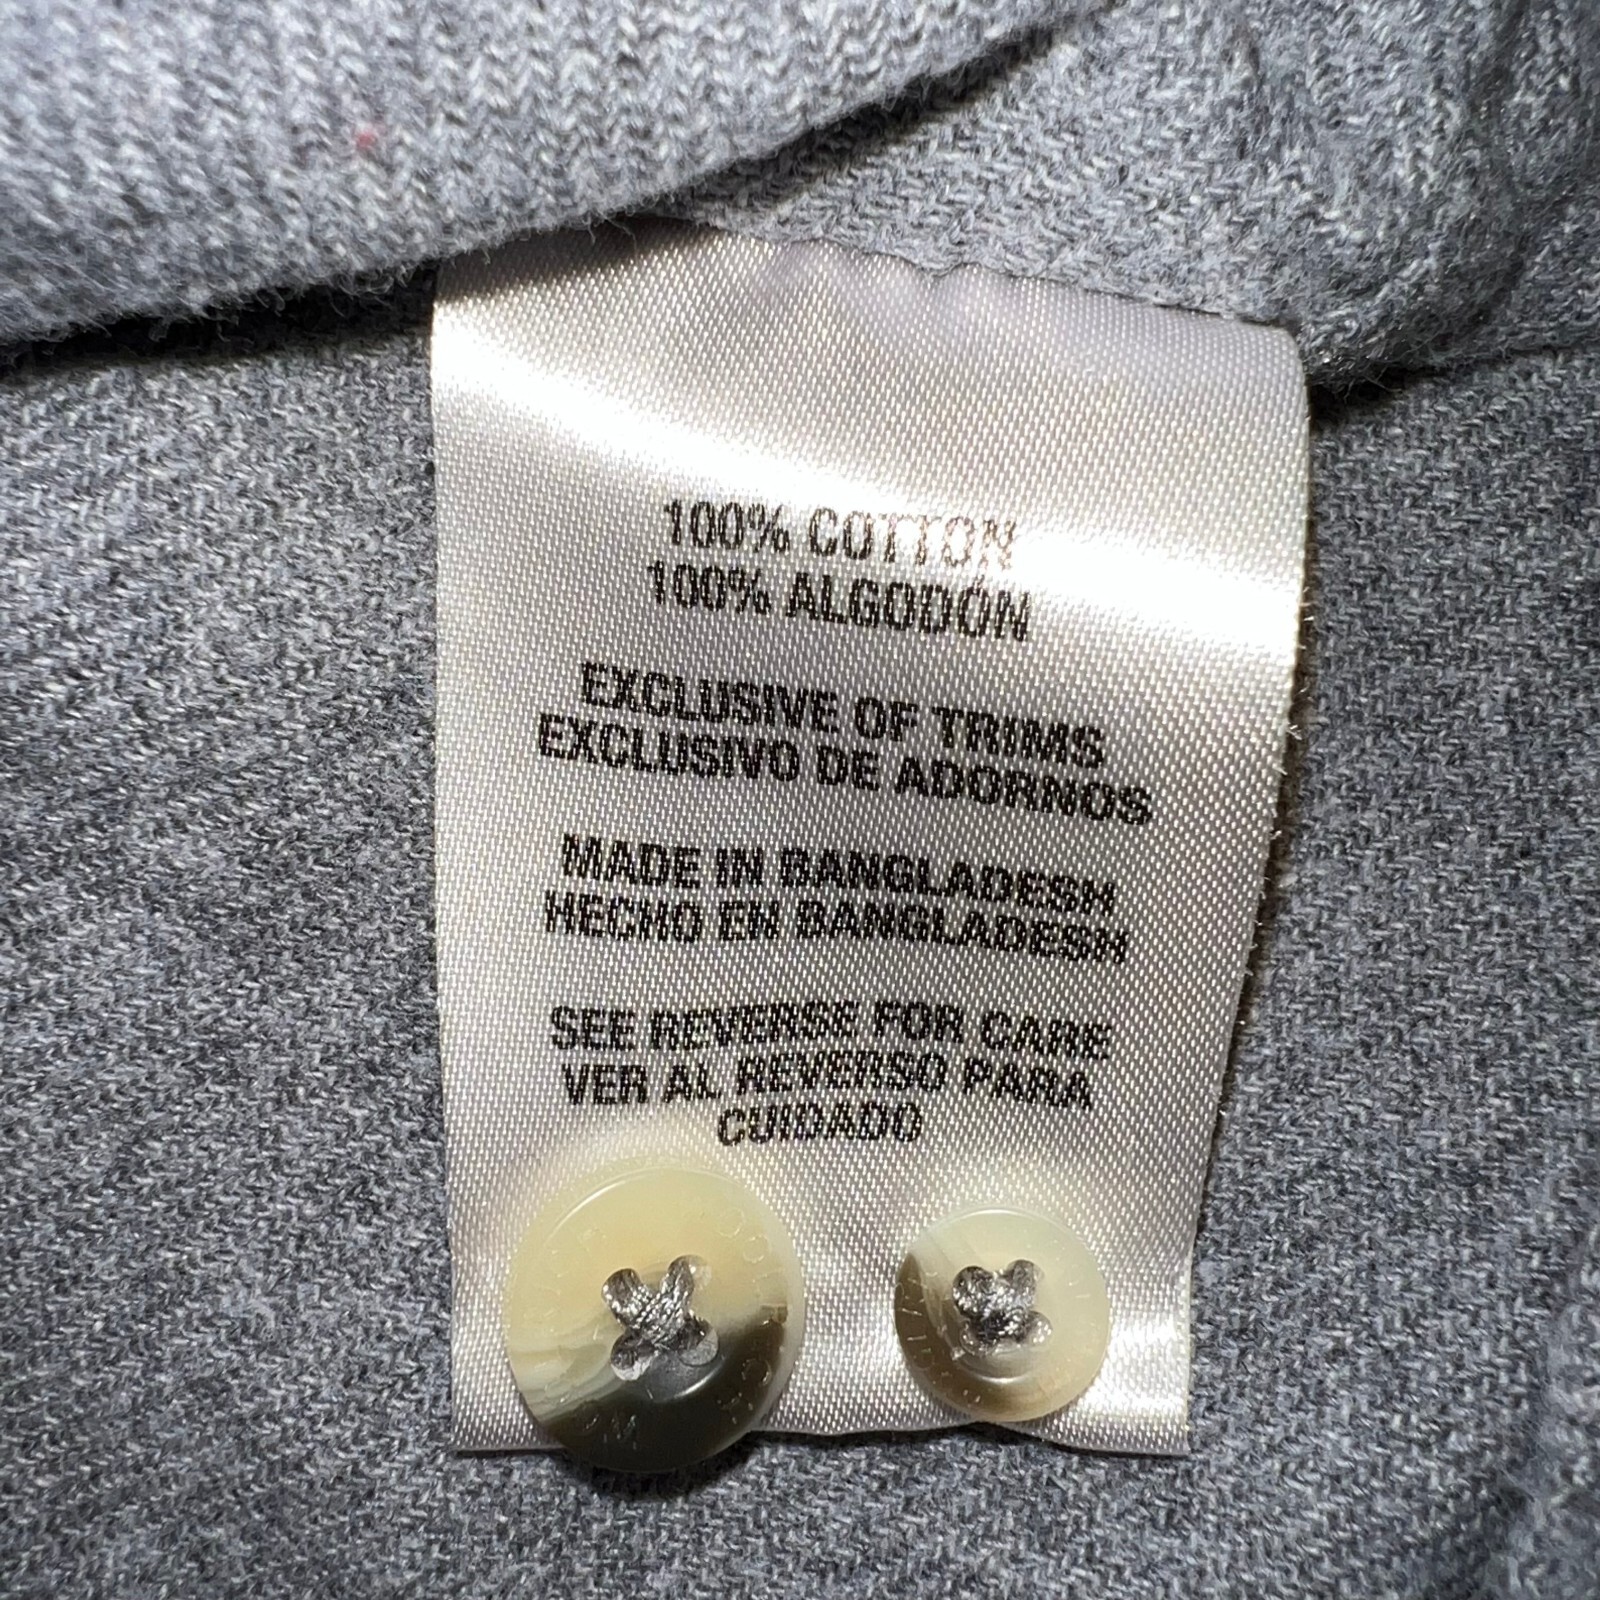 100% COTTON
100% ALGODÓN
EXCLUSIVE OF TRIMS
EXCLUSIVO DE ADORNOS
MADE IN BANGLADESH
HECHO EN BANGLADESH
SEE REVERSE FOR CARE
VER AL REVERSO PARA
CUIDADO